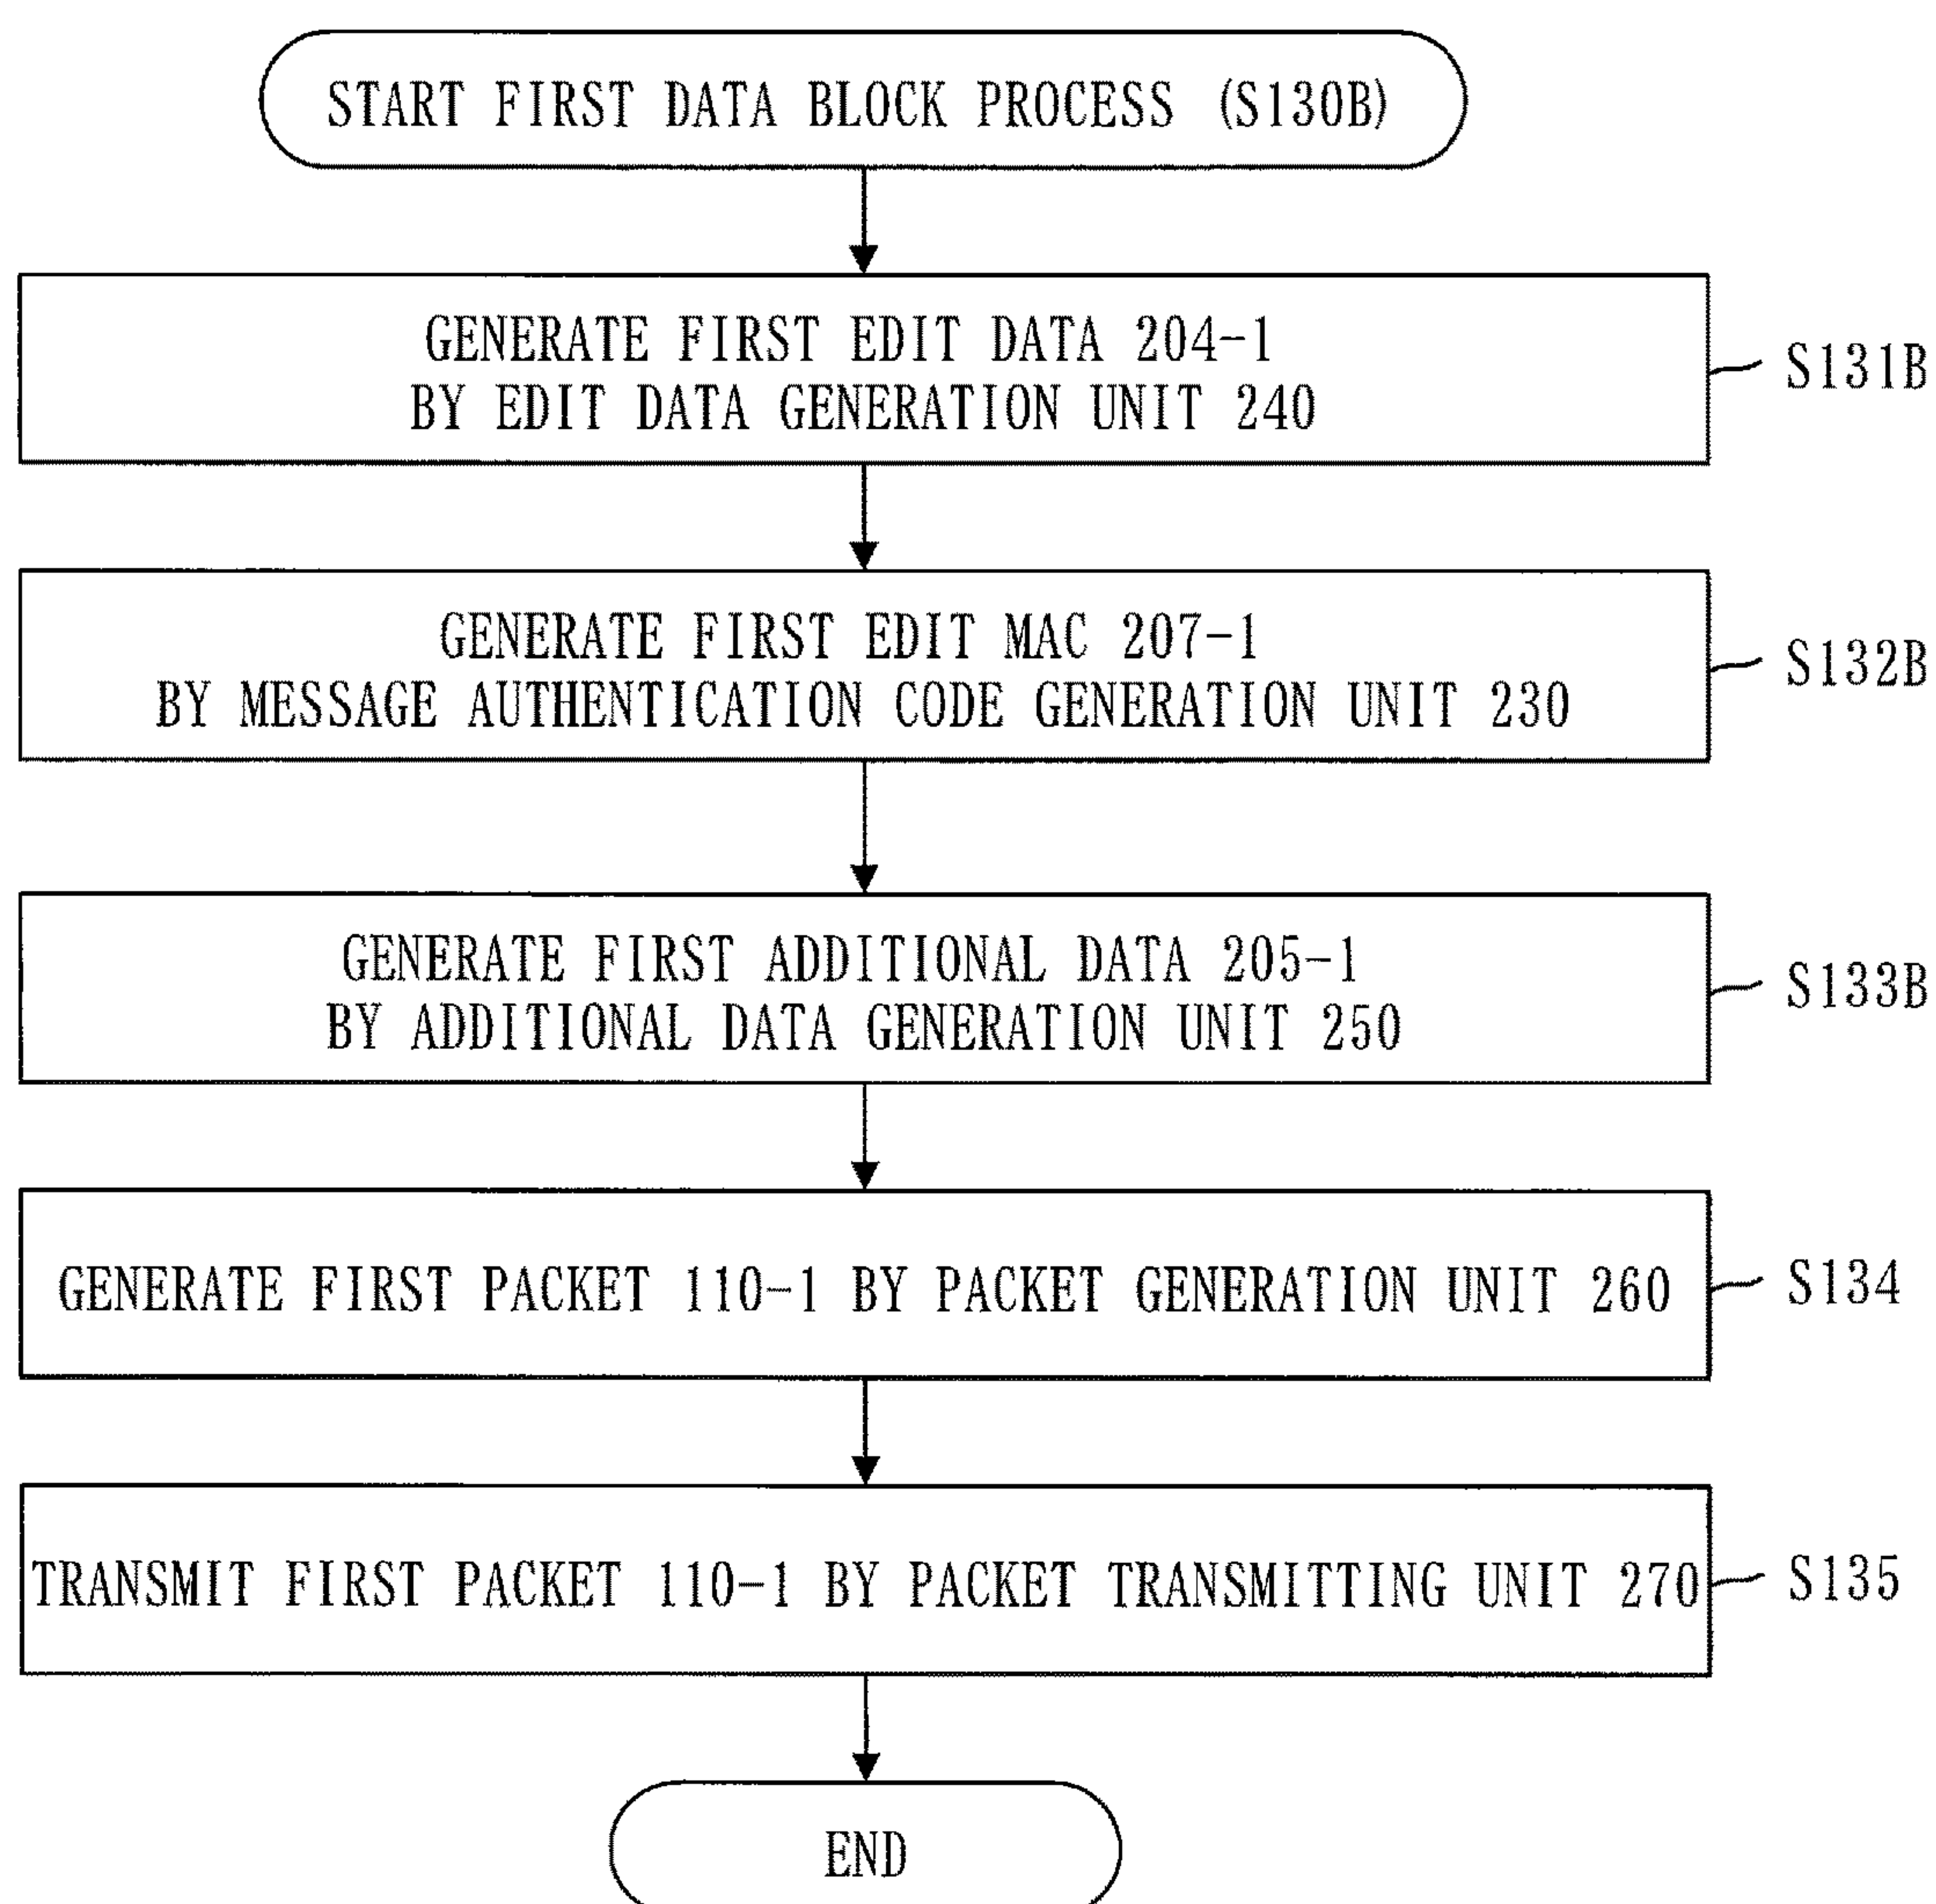 START FIRST DATA BLOCK PROCESS (S130B)
GENERATE FIRST EDIT DATA 204-1
BY EDIT DATA GENERATION UNIT 240
S131B
GENERATE FIRST EDIT MAC 207-1
BY MESSAGE AUTHENTICATION CODE GENERATION UNIT 230
S132B
GENERATE FIRST ADDITIONAL DATA 205-1
BY ADDITIONAL DATA GENERATION UNIT 250
S133B
GENERATE FIRST PACKET 110-1 BY PACKET GENERATION UNIT 260
S134
TRANSMIT FIRST PACKET 110-1 BY PACKET TRANSMITTING UNIT 270
S135
END